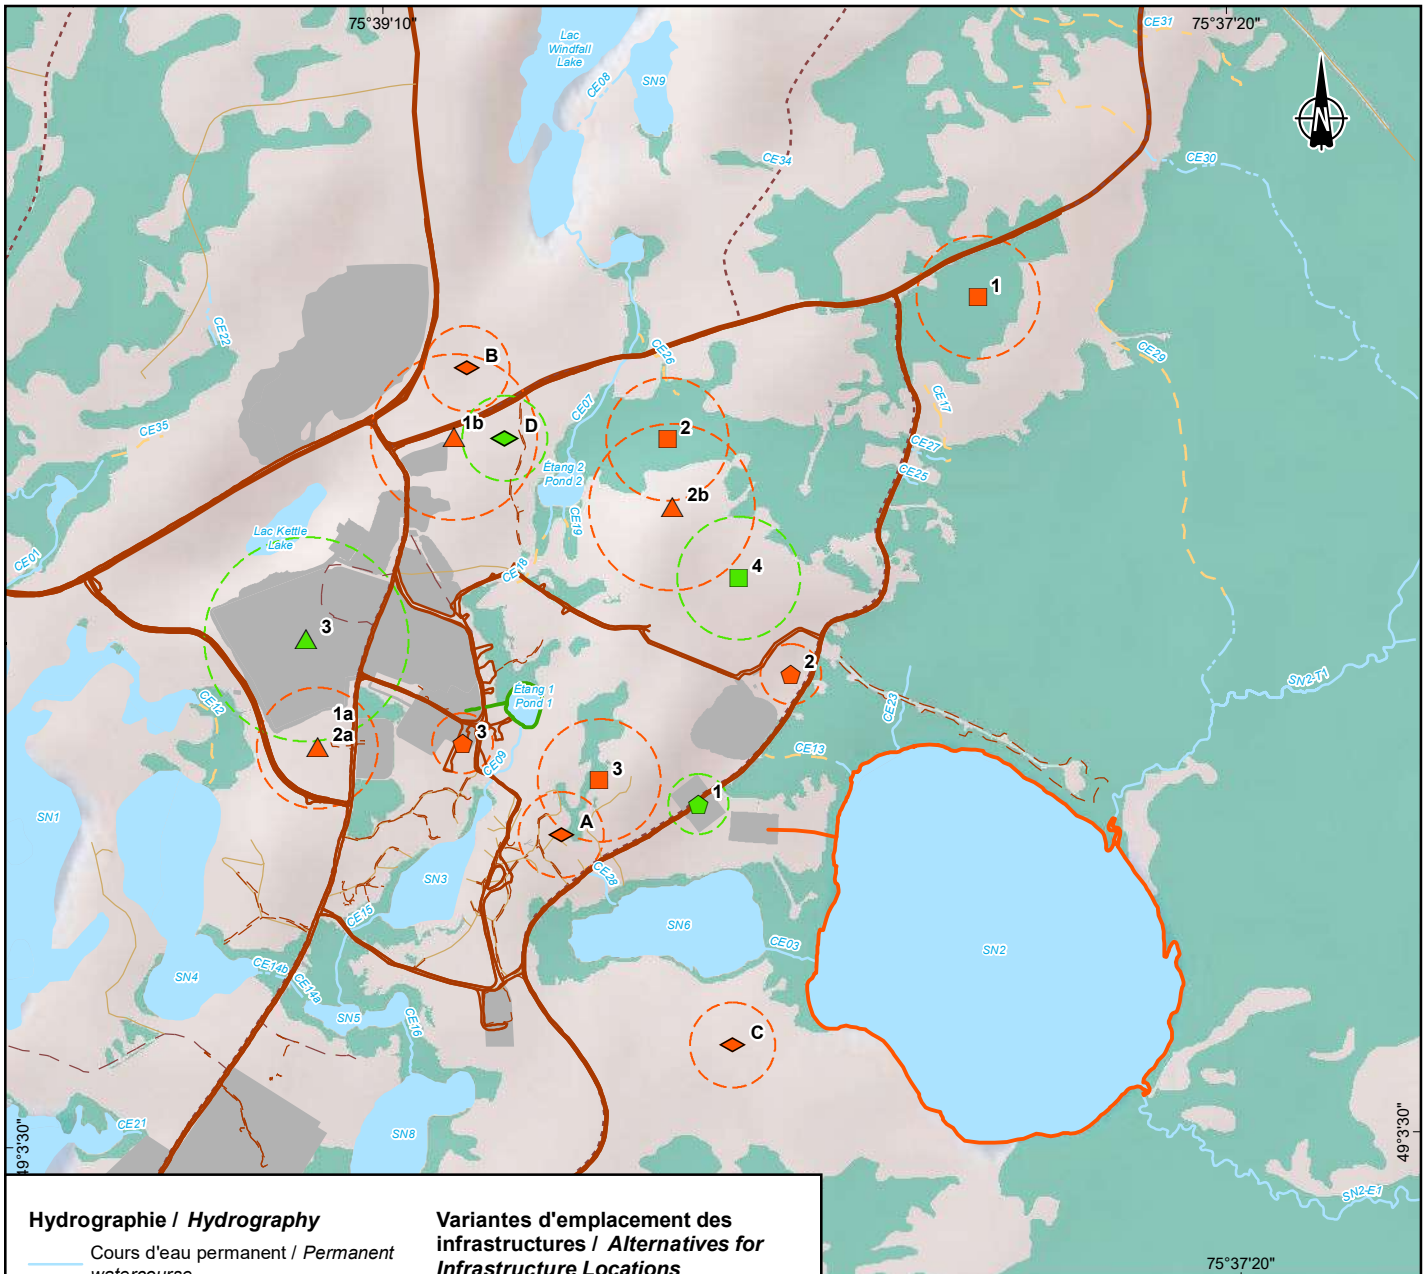 75°39'10"
75°37'20"
CE31
Lac
Windfall
Lake
CE08
SN9
N
CE34
CE30
1
CE22
CE26
CE29
B
CE07
CE17
1b
D
2
CE35
CE27
CE25
Étang 2
Pond 2
2b
CE19
Lac Kettle
Lake
CE01
CE18
4
3
2
SN2-T1
CE12
Étang 1
Pond 1
CE23
1a
2a
3
CE09
CE13
3
1
SN1
A
SN3
CE28
CE15
SN6
CE03
SN2
SN4
CE14b
CE14a
SN5
CE16
C
CE21
SN8
49°3'30"
49°3'30"
SN2-E1
Hydrographie / Hydrography
Cours d'eau permanent / Permanent
watercourse
Variantes d'emplacement des
infrastructures / Alternatives for
Infrastructure Locations
75°37'20"